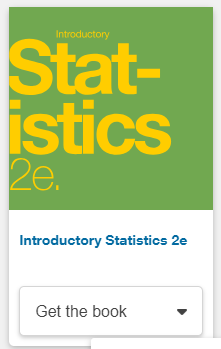 Introductory
Stat-
istics
2e.
Introductory Statistics 2e
Get the book